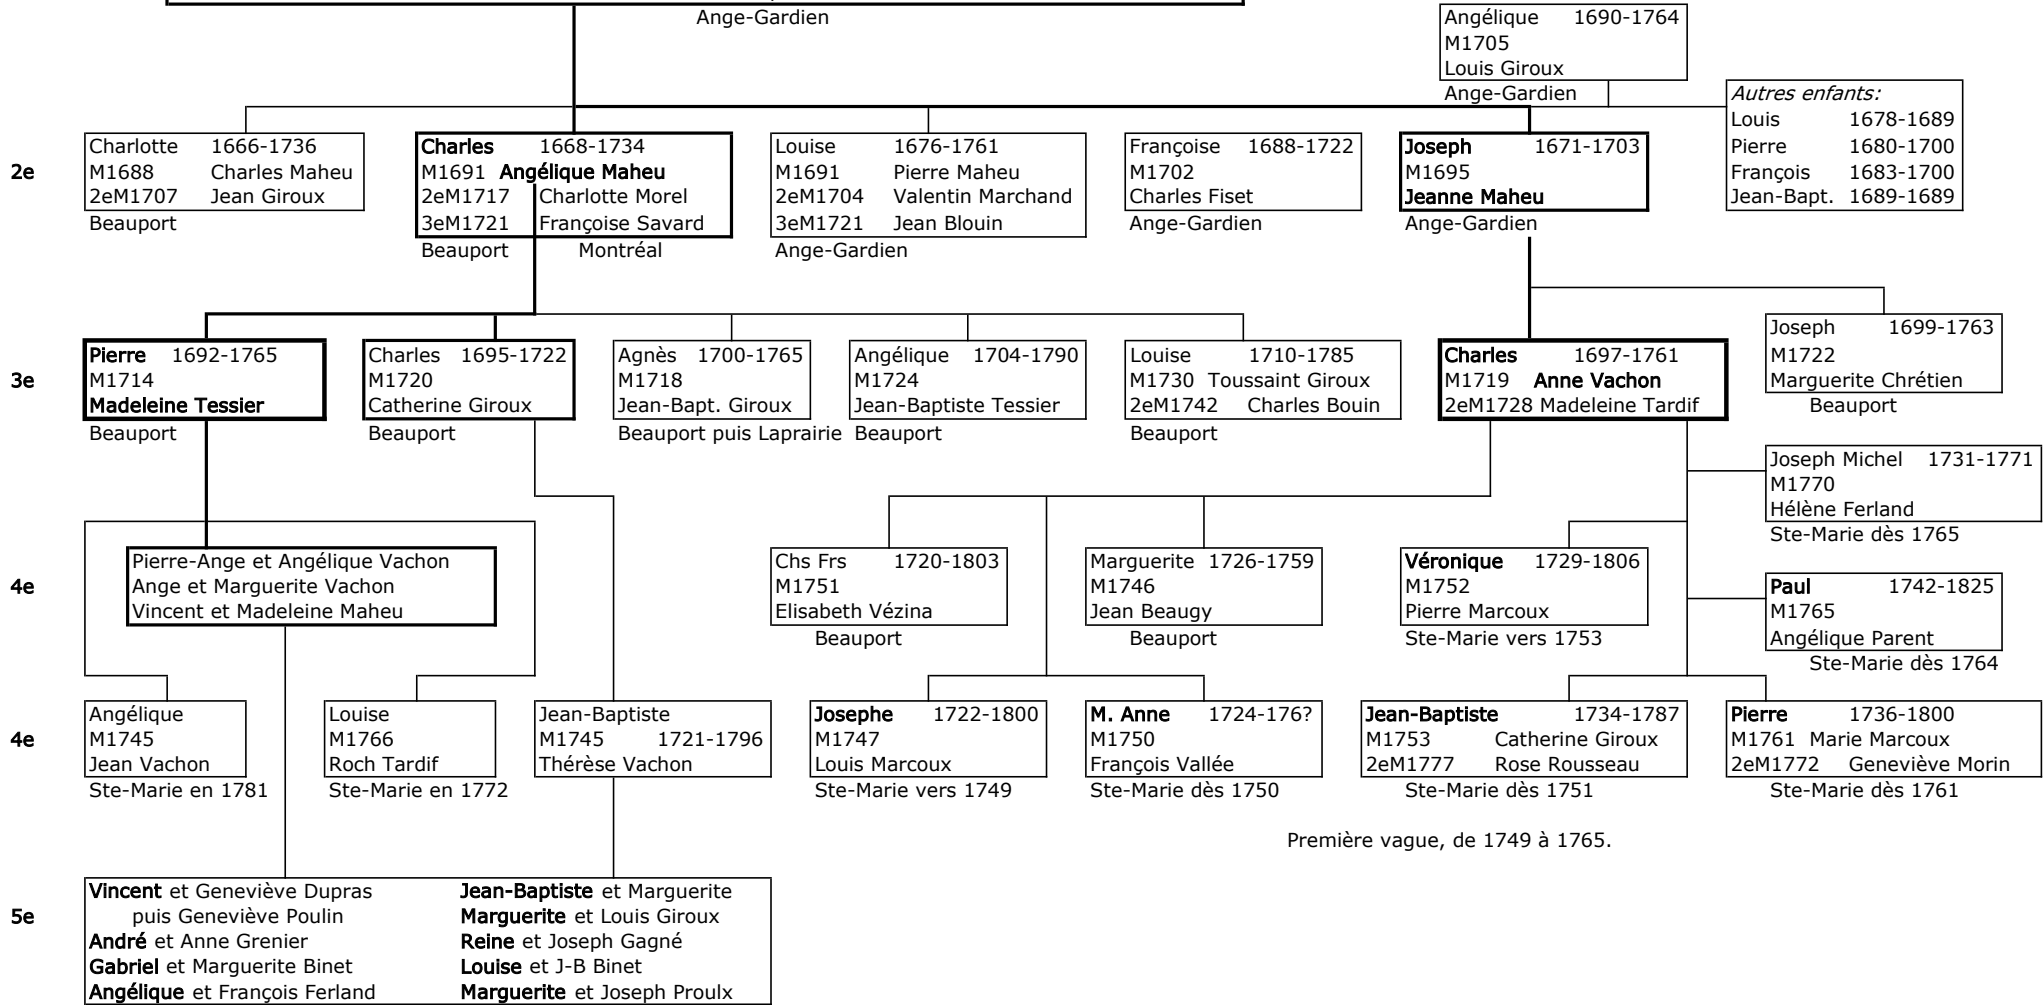 Ange-Gardien
Angélique 1690-1764
M1705
Louis Giroux
Ange-Gardien
Autres enfants:
Louis 1678-1689
Pierre 1680-1700
François 1683-1700
Jean-Bapt. 1689-1689
2e
Charlotte 1666-1736
M1688 Charles Maheu
2eM1707 Jean Giroux
Beauport
Charles 1668-1734
M1691 Angélique Maheu
2eM1717 Charlotte Morel
3eM1721 Françoise Savard
Beauport Montréal
Louise 1676-1761
M1691 Pierre Maheu
2eM1704 Valentin Marchand
3eM1721 Jean Blouin
Ange-Gardien
Françoise 1688-1722
M1702
Charles Fiset
Ange-Gardien
Joseph 1671-1703
M1695
Jeanne Maheu
Ange-Gardien
3e
Pierre 1692-1765
M1714
Madeleine Tessier
Beauport
Charles 1695-1722
M1720
Catherine Giroux
Beauport
Agnès 1700-1765
M1718
Jean-Bapt. Giroux
Beauport puis Laprairie
Angélique 1704-1790
M1724
Jean-Baptiste Tessier
Beauport
Louise 1710-1785
M1730 Toussaint Giroux
2eM1742 Charles Bouin
Beauport
Charles 1697-1761
M1719 Anne Vachon
2eM1728 Madeleine Tardif
Joseph 1699-1763
M1722
Marguerite Chrétien
Beauport
Joseph Michel 1731-1771
M1770
Hélène Ferland
Ste-Marie dès 1765
4e
Pierre-Ange et Angélique Vachon
Ange et Marguerite Vachon
Vincent et Madeleine Maheu
Chs Frs 1720-1803
M1751
Elisabeth Vézina
Beauport
Marguerite 1726-1759
M1746
Jean Beaugy
Beauport
Véronique 1729-1806
M1752
Pierre Marcoux
Ste-Marie vers 1753
Paul 1742-1825
M1765
Angélique Parent
Ste-Marie dès 1764
4e
Angélique
M1745
Jean Vachon
Ste-Marie en 1781
Louise
M1766
Roch Tardif
Ste-Marie en 1772
Jean-Baptiste
M1745 1721-1796
Thérèse Vachon
Josephe 1722-1800
M1747
Louis Marcoux
Ste-Marie vers 1749
M. Anne 1724-176?
M1750
François Vallée
Ste-Marie dès 1750
Jean-Baptiste 1734-1787
M1753 Catherine Giroux
2eM1777 Rose Rousseau
Ste-Marie dès 1751
Pierre 1736-1800
M1761 Marie Marcoux
2eM1772 Geneviève Morin
Ste-Marie dès 1761
Première vague, de 1749 à 1765.
5e
Vincent et Geneviève Dupras
puis Geneviève Poulin
André et Anne Grenier
Gabriel et Marguerite Binet
Angélique et François Ferland
Jean-Baptiste et Marguerite
Marguerite et Louis Giroux
Reine et Joseph Gagné
Louise et J-B Binet
Marguerite et Joseph Proulx